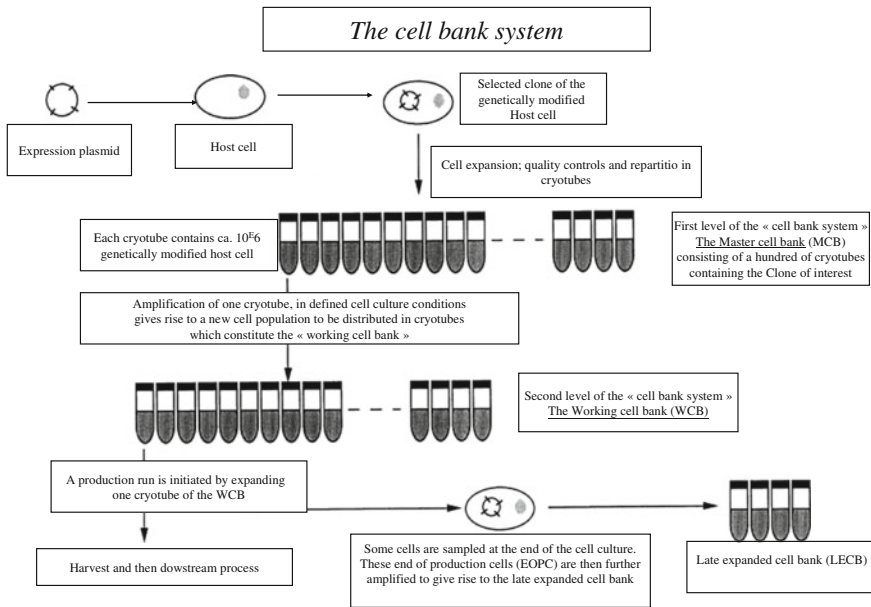 The cell bank system
Selected clone of the
genetically modified
Host cell
Expression plasmid
Host cell
Cell expansion; quality controls and repartitio in
cryotubes
Each cryotube contains ca. 10ᴱ6
genetically modified host cell
First level of the « cell bank system »
The Master cell bank (MCB)
consisting of a hundred of cryotubes
containing the Clone of interest
Amplification of one cryotube, in defined cell culture conditions
gives rise to a new cell population to be distributed in cryotubes
which constitute the « working cell bank »
Second level of the « cell bank system »
The Working cell bank (WCB)
A production run is initiated by expanding
one cryotube of the WCB
Harvest and then dowstream process
Some cells are sampled at the end of the cell culture.
These end of production cells (EOPC) are then further
amplified to give rise to the late expanded cell bank
Late expanded cell bank (LECB)